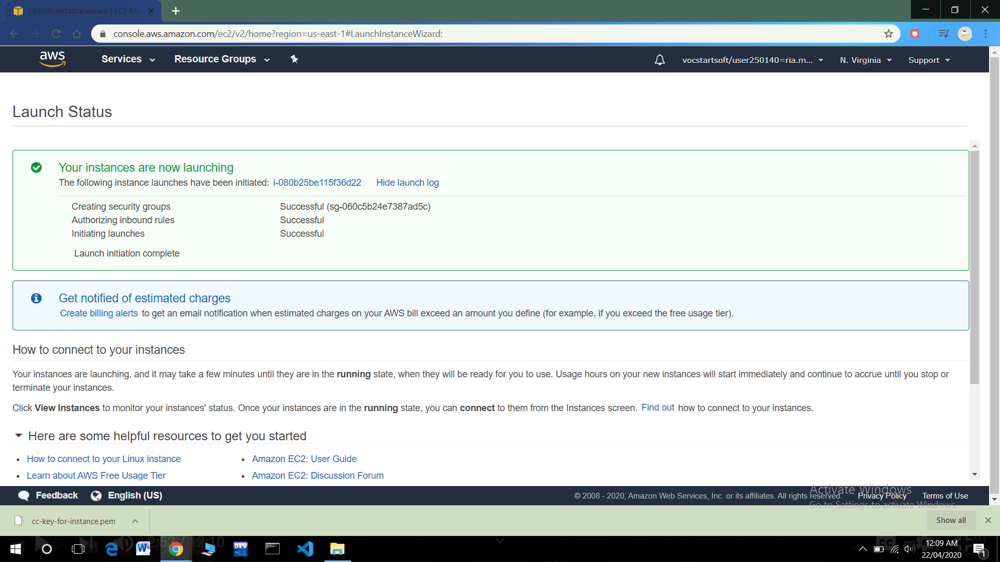 Launch instance wizard | EC2 Ma
console.aws.amazon.com/ec2/v2/home?region=us-east-1#LaunchInstanceWizard:
aws Services Resource Groups vocstartsoft/user250140=ria.m... N. Virginia Support
Launch Status
Your instances are now launching
The following instance launches have been initiated: i-080b25be115f36d22 Hide launch log
Creating security groups Successful (sg-060c5b24e7387ad5c)
Authorizing inbound rules Successful
Initiating launches Successful
Launch initiation complete
Get notified of estimated charges
Create billing alerts to get an email notification when estimated charges on your AWS bill exceed an amount you define (for example, if you exceed the free usage tier).
How to connect to your instances
Your instances are launching, and it may take a few minutes until they are in the running state, when they will be ready for you to use. Usage hours on your new instances will start immediately and continue to accrue until you stop or
terminate your instances.
Click View Instances to monitor your instances' status. Once your instances are in the running state, you can connect to them from the Instances screen. Find out how to connect to your instances.
Here are some helpful resources to get you started
• How to connect to your Linux instance • Amazon EC2: User Guide
• Learn about AWS Free Usage Tier • Amazon EC2: Discussion Forum
Activate Windows
Feedback English (US) © 2008 - 2020, Amazon Web Services, Inc. or its affiliates. All rights reserved. Privacy Policy Terms of Use
Go to Settings to activate Windows.
cc-key-for-instance.pem Show all
2:53 / 12:10
DEV
C++
12:09 AM
22/04/2020
1